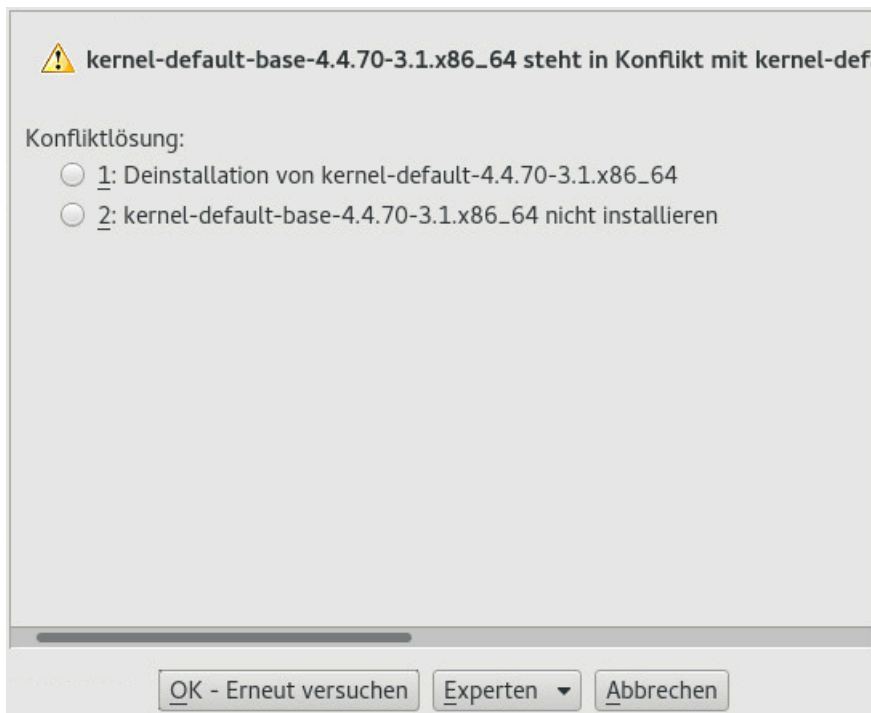 kernel-default-base-4.4.70-3.1.x86_64 steht in Konflikt mit kernel-def
Konfliktlösung:
1: Deinstallation von kernel-default-4.4.70-3.1.x86_64
2: kernel-default-base-4.4.70-3.1.x86_64 nicht installieren
OK - Erneut versuchen Experten Abbrechen